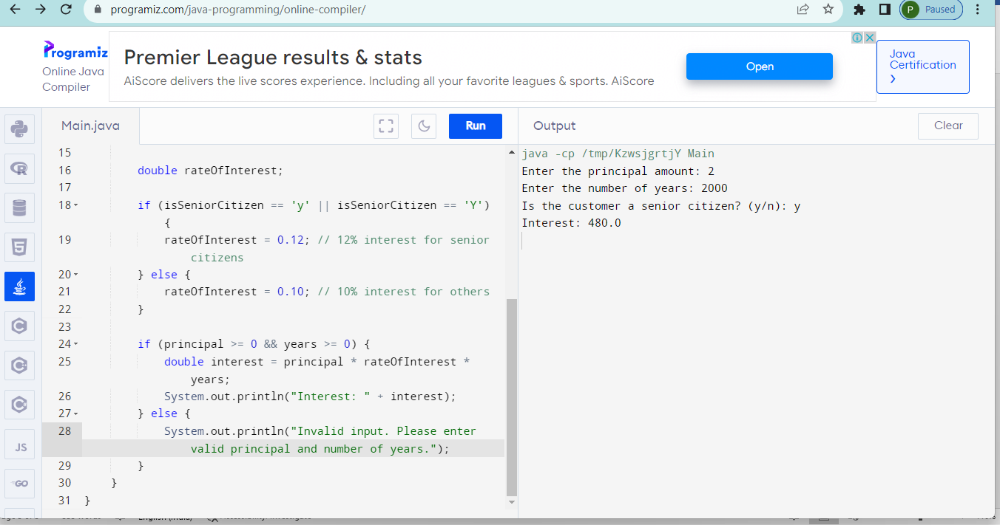 programiz.com/java-programming/online-compiler/
P
Paused
Programiz
Online Java
Compiler
Premier League results & stats
AiScore delivers the live scores experience. Including all your favorite leagues & sports. AiScore
Open
Java
Certification
Main.java
Run
Output
Clear
15
16 double rateOfInterest;
17
18 if (isSeniorCitizen == 'y' || isSeniorCitizen == 'Y')
{
19 rateOfInterest = 0.12; // 12% interest for senior
citizens
20 } else {
21 rateOfInterest = 0.10; // 10% interest for others
22 }
23
24 if (principal >= 0 && years >= 0) {
25 double interest = principal * rateOfInterest *
years;
26 System.out.println("Interest: " + interest);
27 } else {
28 System.out.println("Invalid input. Please enter
valid principal and number of years.");
29 }
30 }
31 }
java -cp /tmp/KzwsjgrtjY Main
Enter the principal amount: 2
Enter the number of years: 2000
Is the customer a senior citizen? (y/n): y
Interest: 480.0
R
5
C
C
C
JS
GO